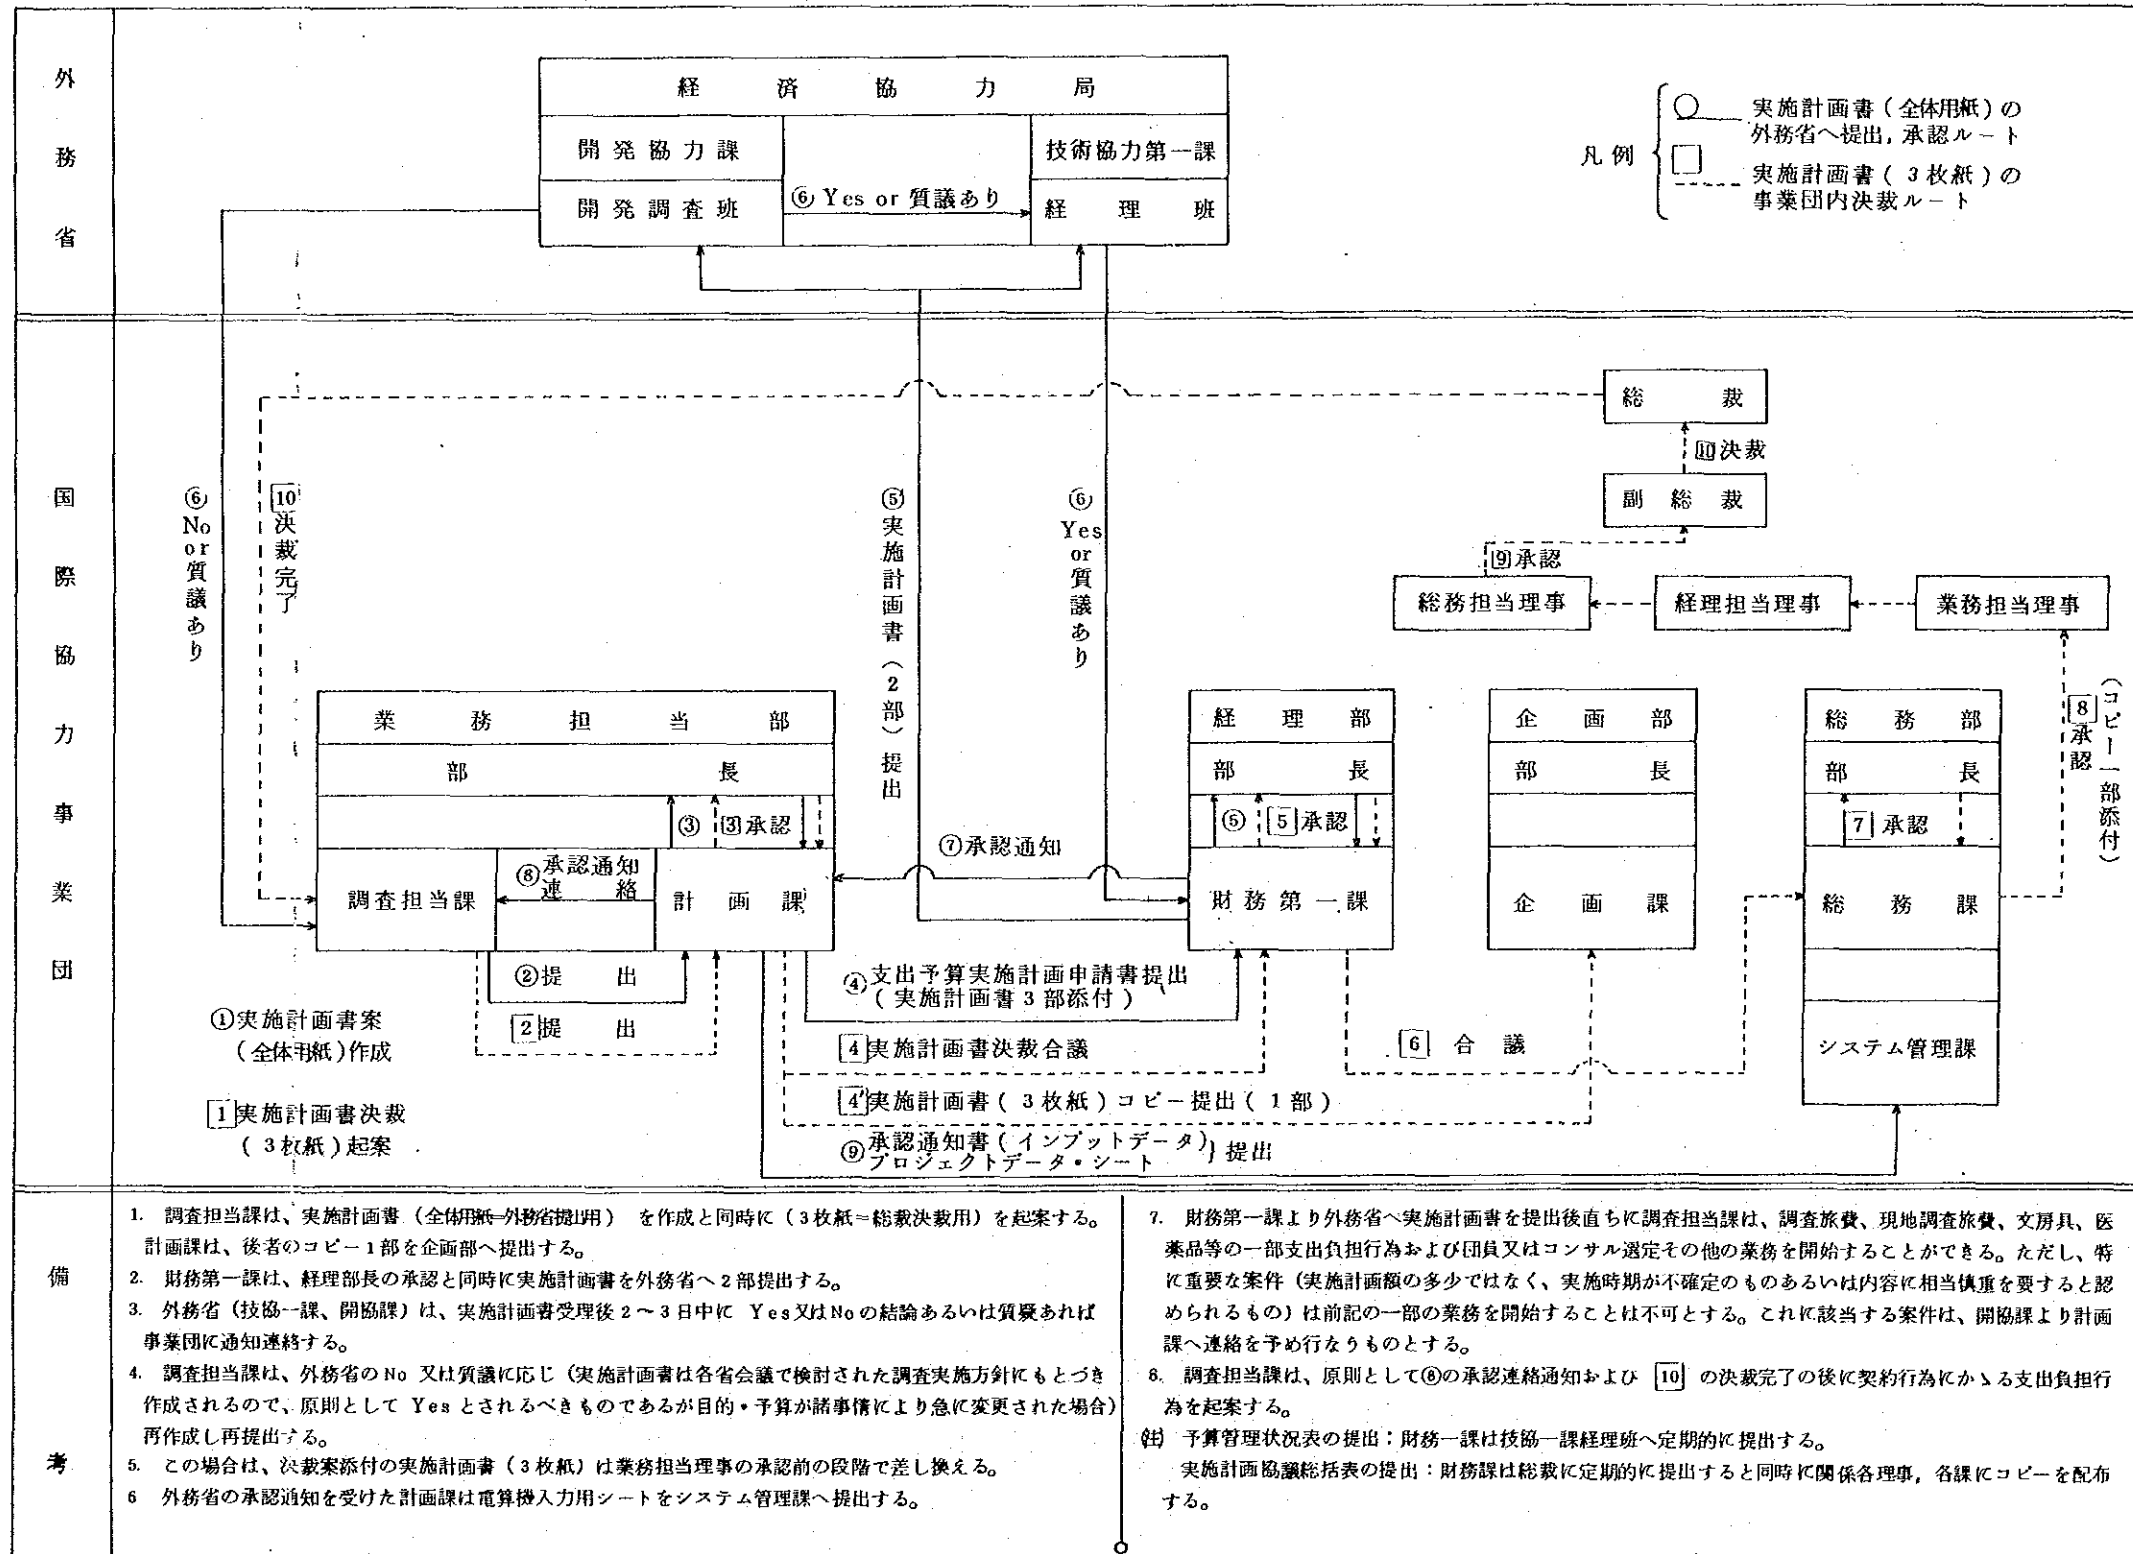 外務省
経済協力局
開発協力課
技術協力第一課
開発調査班
⑥ Yes or 質議あり
経理班
凡例
○ 実施計画書(全体用紙)の
外務省へ提出,承認ルート
□ 実施計画書(3枚紙)の
事業団内決裁ルート
国際協力事業団
総裁
⑩決裁
副総裁
⑨承認
総務担当理事
経理担当理事
業務担当理事
⑥No or 質議あり
10 決裁完了
⑤実施計画書(2部)提出
⑥Yes or 質議あり
8 承認
(コピー一部添付)
業務担当部
部長
③
3 承認
調査担当課
⑧承認通知
連絡
計画課
経理部
部長
⑤
5 承認
財務第一課
企画部
部長
企画課
総務部
部長
7 承認
総務課
システム管理課
⑦承認通知
②提出
2 提出
④支出予算実施計画申請書提出
(実施計画書3部添付)
①実施計画書案
(全体用紙)作成
4 実施計画書決裁合議
6 合議
4' 実施計画書(3枚紙)コピー提出(1部)
1 実施計画書決裁
(3枚紙)起案
⑨承認通知書(インプットデータ)
プロジェクトデータ・シート }提出
備考
1. 調査担当課は、実施計画書(全体用紙=外務省提出用)を作成と同時に(3枚紙=総裁決裁用)を起案する。
計画課は、後者のコピー1部を企画部へ提出する。
2. 財務第一課は、経理部長の承認と同時に実施計画書を外務省へ2部提出する。
3. 外務省(技協一課、開協課)は、実施計画書受理後2~3日中に Yes又はNoの結論あるいは質疑あれば
事業団に通知連絡する。
4. 調査担当課は、外務省のNo 又は質議に応じ(実施計画書は各省会議で検討された調査実施方針にもとづき
作成されるので、原則として Yes とされるべきものであるが目的・予算が諸事情により急に変更された場合)
再作成し再提出する。
5. この場合は、決裁案添付の実施計画書(3枚紙)は業務担当理事の承認前の段階で差し換える。
6 外務省の承認通知を受けた計画課は電算機入力用シートをシステム管理課へ提出する。
7. 財務第一課より外務省へ実施計画書を提出後直ちに調査担当課は、調査旅費、現地調査旅費、文房具、医
薬品等の一部支出負担行為および団員又はコンサル選定その他の業務を開始することができる。ただし、特
に重要な案件(実施計画額の多少ではなく、実施時期が不確定のものあるいは内容に相当慎重を要すると認
められるもの)は前記の一部の業務を開始することは不可とする。これに該当する案件は、開協課より計画
課へ連絡を予め行なうものとする。
8. 調査担当課は、原則として⑧の承認連絡通知および 10 の決裁完了の後に契約行為にかゝる支出負担行
為を起案する。
(注) 予算管理状況表の提出:財務一課は技協一課経理班へ定期的に提出する。
実施計画協議総括表の提出:財務課は総裁に定期的に提出すると同時に関係各理事,各課にコピーを配布
する。